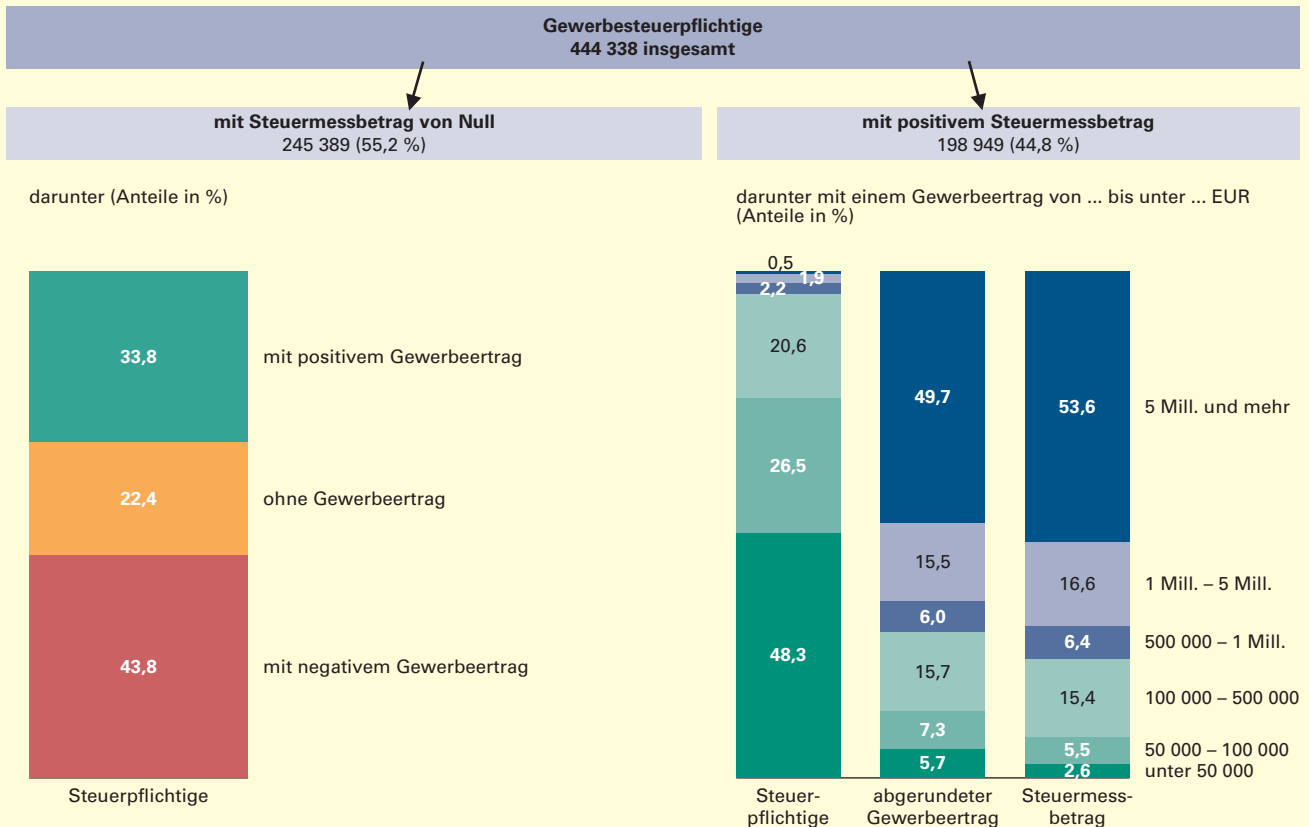 Gewerbesteuerpflichtige
444 338 insgesamt
mit Steuermessbetrag von Null
245 389 (55,2 %)
mit positivem Steuermessbetrag
198 949 (44,8 %)
darunter (Anteile in %)
33,8
mit positivem Gewerbeertrag
22,4
ohne Gewerbeertrag
43,8
mit negativem Gewerbeertrag
Steuerpflichtige
darunter mit einem Gewerbeertrag von ... bis unter ... EUR
(Anteile in %)
0,5
1,9
2,2
20,6
26,5
48,3
Steuer-
pflichtige
49,7
15,5
6,0
15,7
7,3
5,7
abgerundeter
Gewerbeertrag
53,6
16,6
6,4
15,4
5,5
2,6
Steuermess-
betrag
5 Mill. und mehr
1 Mill. – 5 Mill.
500 000 – 1 Mill.
100 000 – 500 000
50 000 – 100 000
unter 50 000